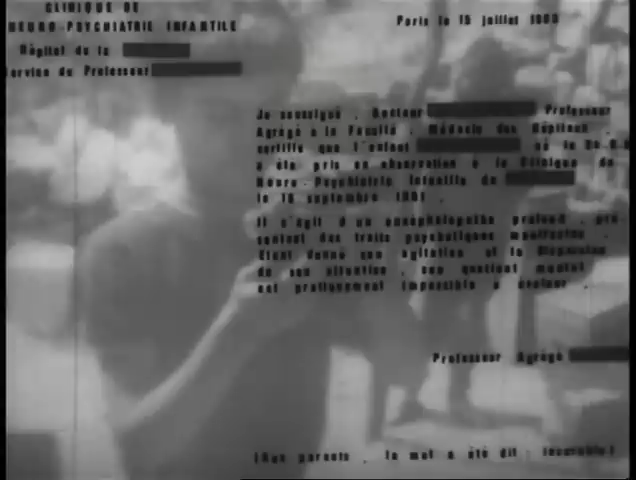 CLINIQUE DE
NEURO-PSYCHIATRIE INFANTILE
Hôpital de la
Service du Professeur
Paris le 15 juillet
Je soussigné, Docteur Professeur
Agrégé à la Faculté, Médecin des Hôpitaux
certifie que l'enfant né le
a été pris en observation à la Clinique de
Neuro-Psychiatrie Infantile de
le 16 septembre
Il s'agit d'un encéphalopathe profond, pré
sentant des traits psychotiques manifestes.
Etant donné son agitation et la dispersion
de son attention, son quotient mental
est pratiquement impossible à évaluer
Professeur Agrégé
(Aux parents, le mot a été dit : incurable)